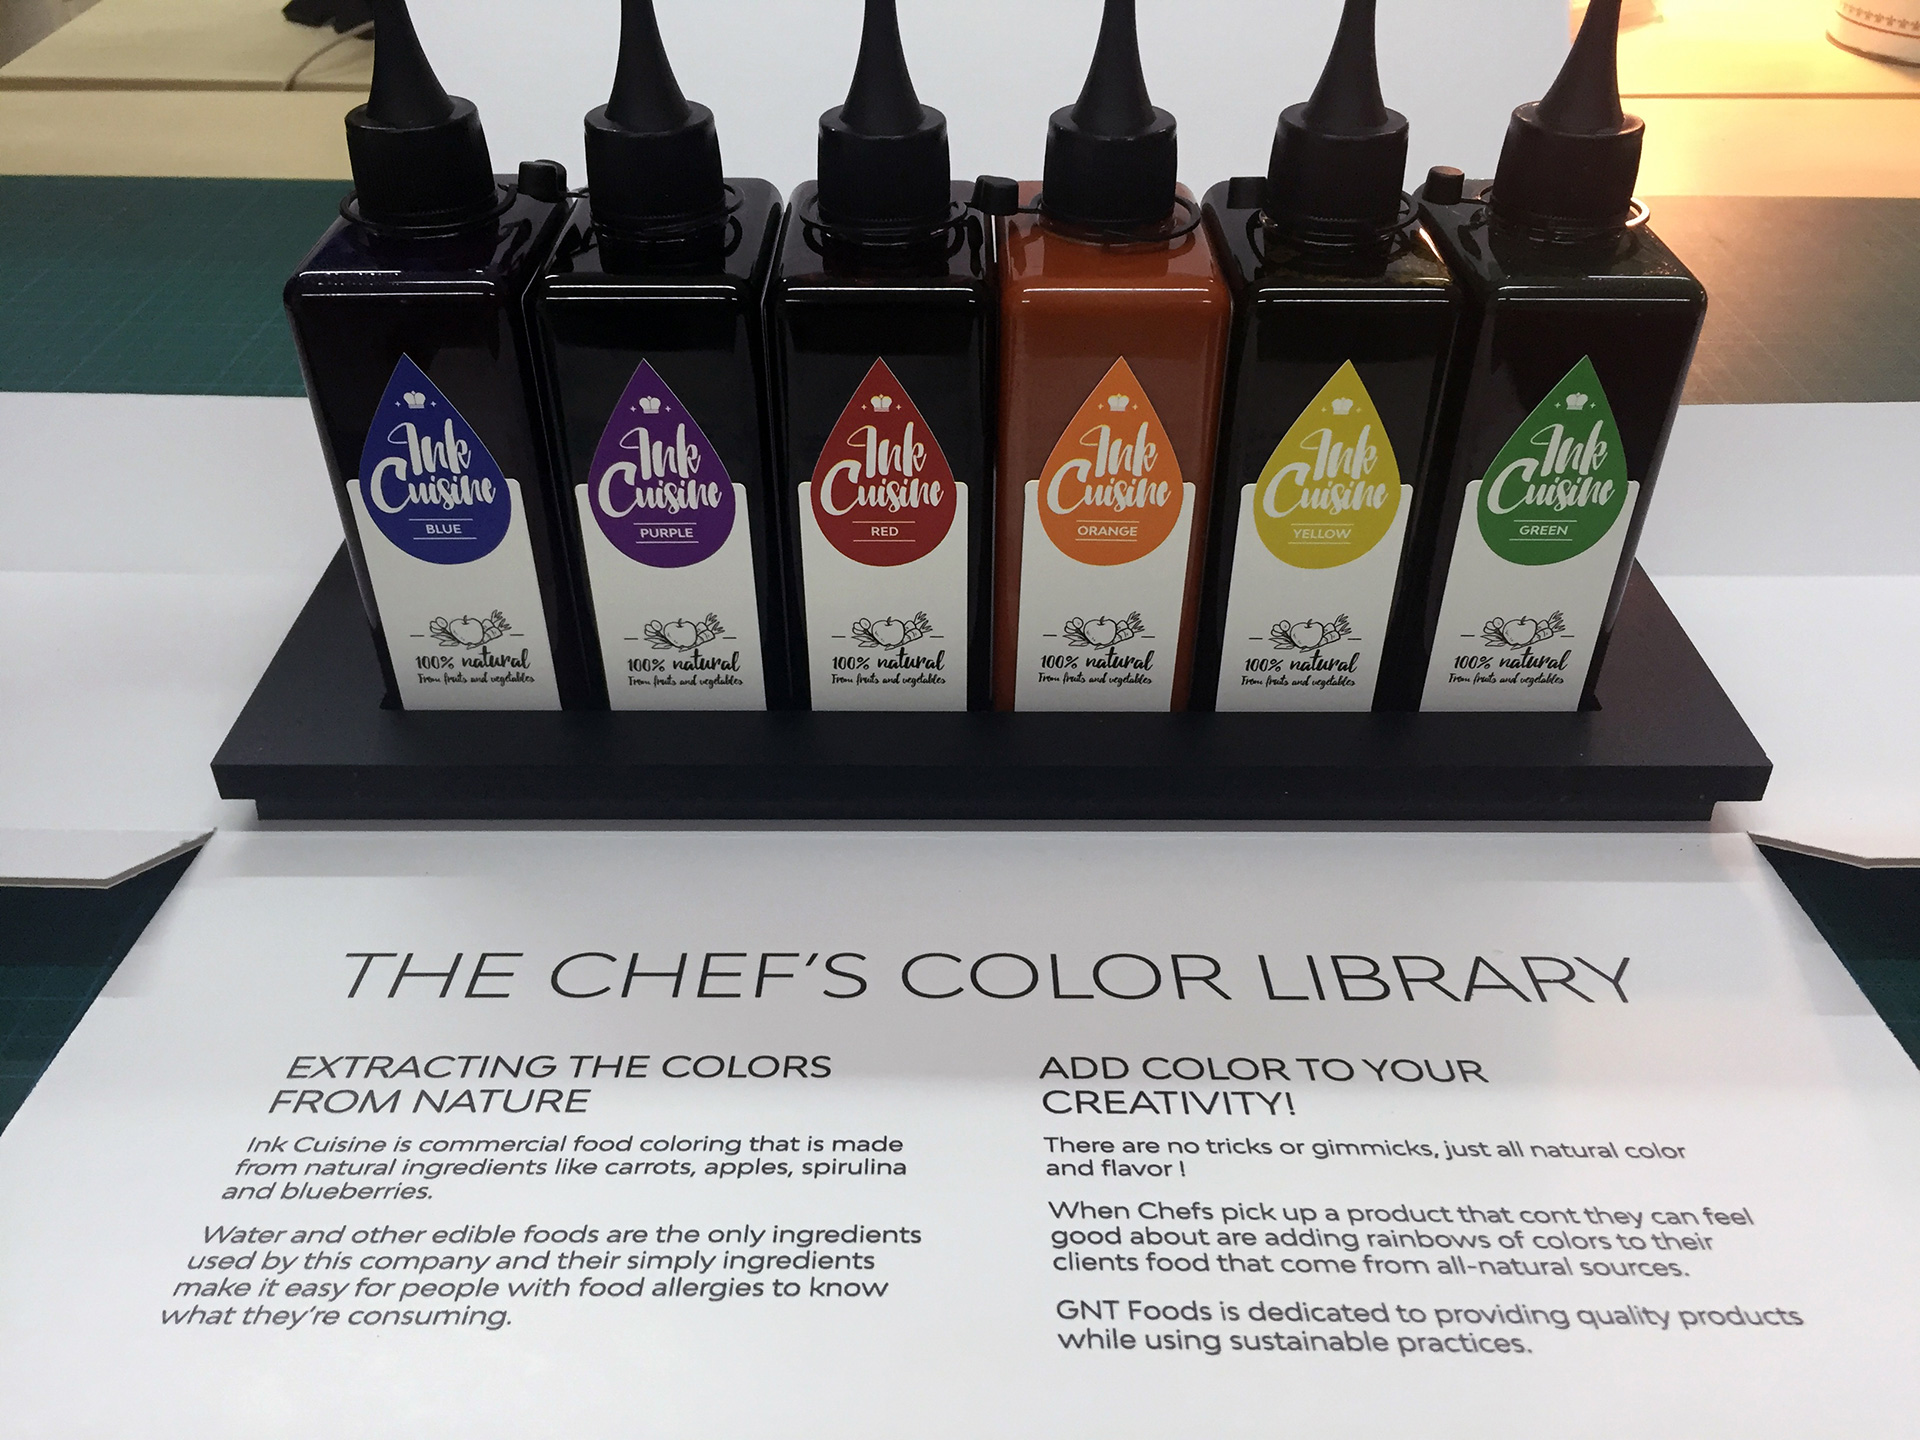 Ink
Cuisine
BLUE
100% natural
From fruits and vegetables
Ink
Cuisine
PURPLE
100% natural
From fruits and vegetables
Ink
Cuisine
RED
100% natural
From fruits and vegetables
Ink
Cuisine
ORANGE
100% natural
From fruits and vegetables
Ink
Cuisine
YELLOW
100% natural
From fruits and vegetables
Ink
Cuisine
GREEN
100% natural
From fruits and vegetables
THE CHEF'S COLOR LIBRARY
EXTRACTING THE COLORS
FROM NATURE
Ink Cuisine is commercial food coloring that is made
from natural ingredients like carrots, apples, spirulina
and blueberries.
Water and other edible foods are the only ingredients
used by this company and their simply ingredients
make it easy for people with food allergies to know
what they're consuming.
ADD COLOR TO YOUR
CREATIVITY!
There are no tricks or gimmicks, just all natural color
and flavor !
When Chefs pick up a product that cont they can feel
good about are adding rainbows of colors to their
clients food that come from all-natural sources.
GNT Foods is dedicated to providing quality products
while using sustainable practices.